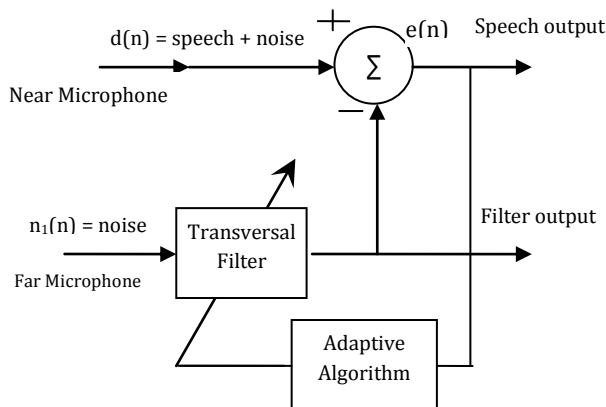 d(n) = speech + noise
+
e(n)
Speech output
Σ
Near Microphone
−
n₁(n) = noise
Far Microphone
Transversal
Filter
Filter output
Adaptive
Algorithm